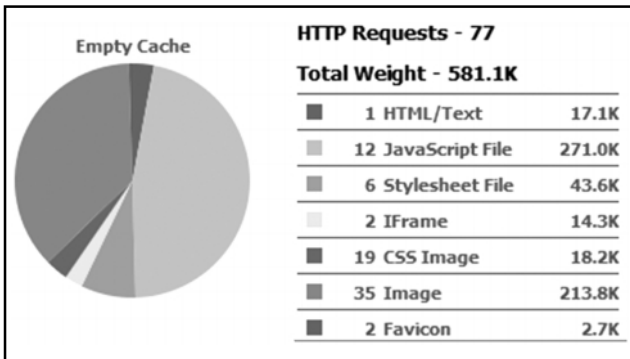 Empty Cache
HTTP Requests - 77
Total Weight - 581.1K
1 HTML/Text 17.1K
12 JavaScript File 271.0K
6 Stylesheet File 43.6K
2 IFrame 14.3K
19 CSS Image 18.2K
35 Image 213.8K
2 Favicon 2.7K